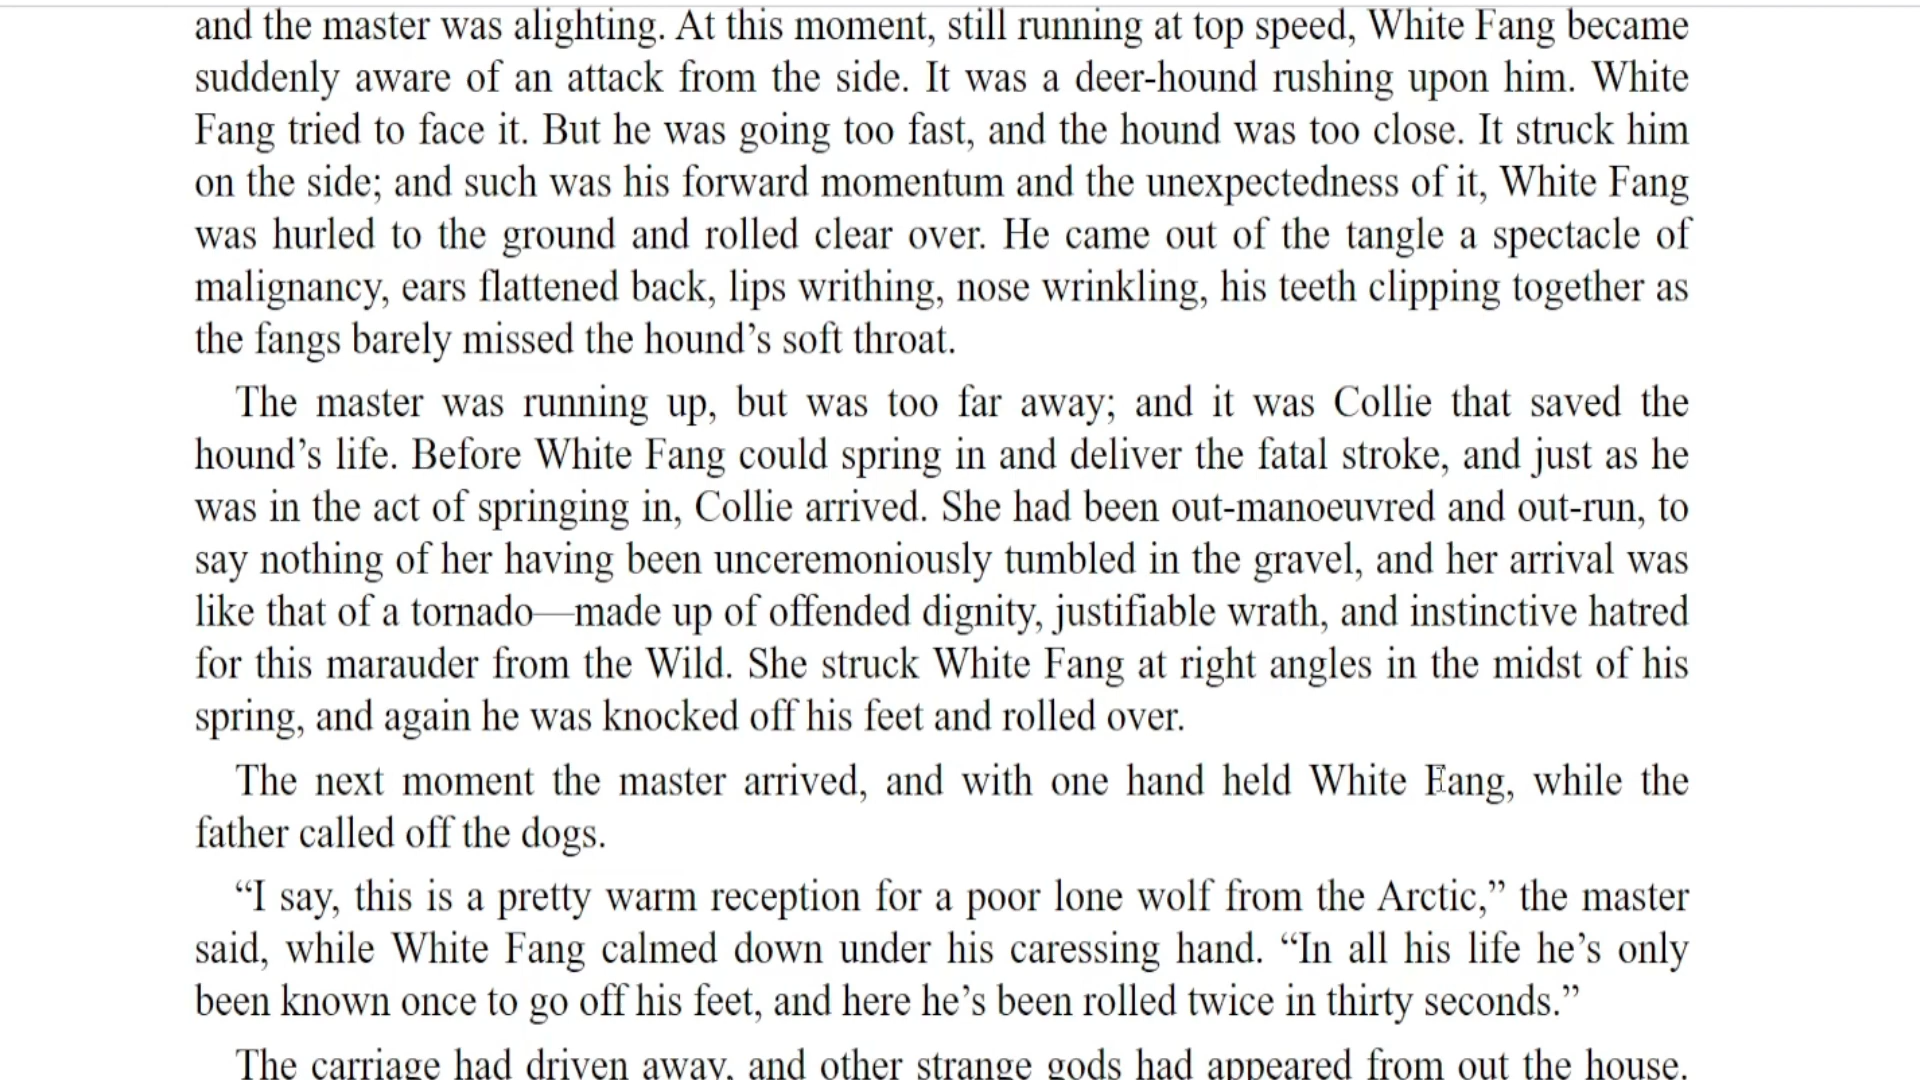 and the master was alighting. At this moment, still running at top speed, White Fang became
suddenly aware of an attack from the side. It was a deer-hound rushing upon him. White
Fang tried to face it. But he was going too fast, and the hound was too close. It struck him
on the side; and such was his forward momentum and the unexpectedness of it, White Fang
was hurled to the ground and rolled clear over. He came out of the tangle a spectacle of
malignancy, ears flattened back, lips writhing, nose wrinkling, his teeth clipping together as
the fangs barely missed the hound’s soft throat.
The master was running up, but was too far away; and it was Collie that saved the
hound’s life. Before White Fang could spring in and deliver the fatal stroke, and just as he
was in the act of springing in, Collie arrived. She had been out-manoeuvred and out-run, to
say nothing of her having been unceremoniously tumbled in the gravel, and her arrival was
like that of a tornado—made up of offended dignity, justifiable wrath, and instinctive hatred
for this marauder from the Wild. She struck White Fang at right angles in the midst of his
spring, and again he was knocked off his feet and rolled over.
The next moment the master arrived, and with one hand held White Fang, while the
father called off the dogs.
“I say, this is a pretty warm reception for a poor lone wolf from the Arctic,” the master
said, while White Fang calmed down under his caressing hand. “In all his life he’s only
been known once to go off his feet, and here he’s been rolled twice in thirty seconds.”
The carriage had driven away, and other strange gods had appeared from out the house.